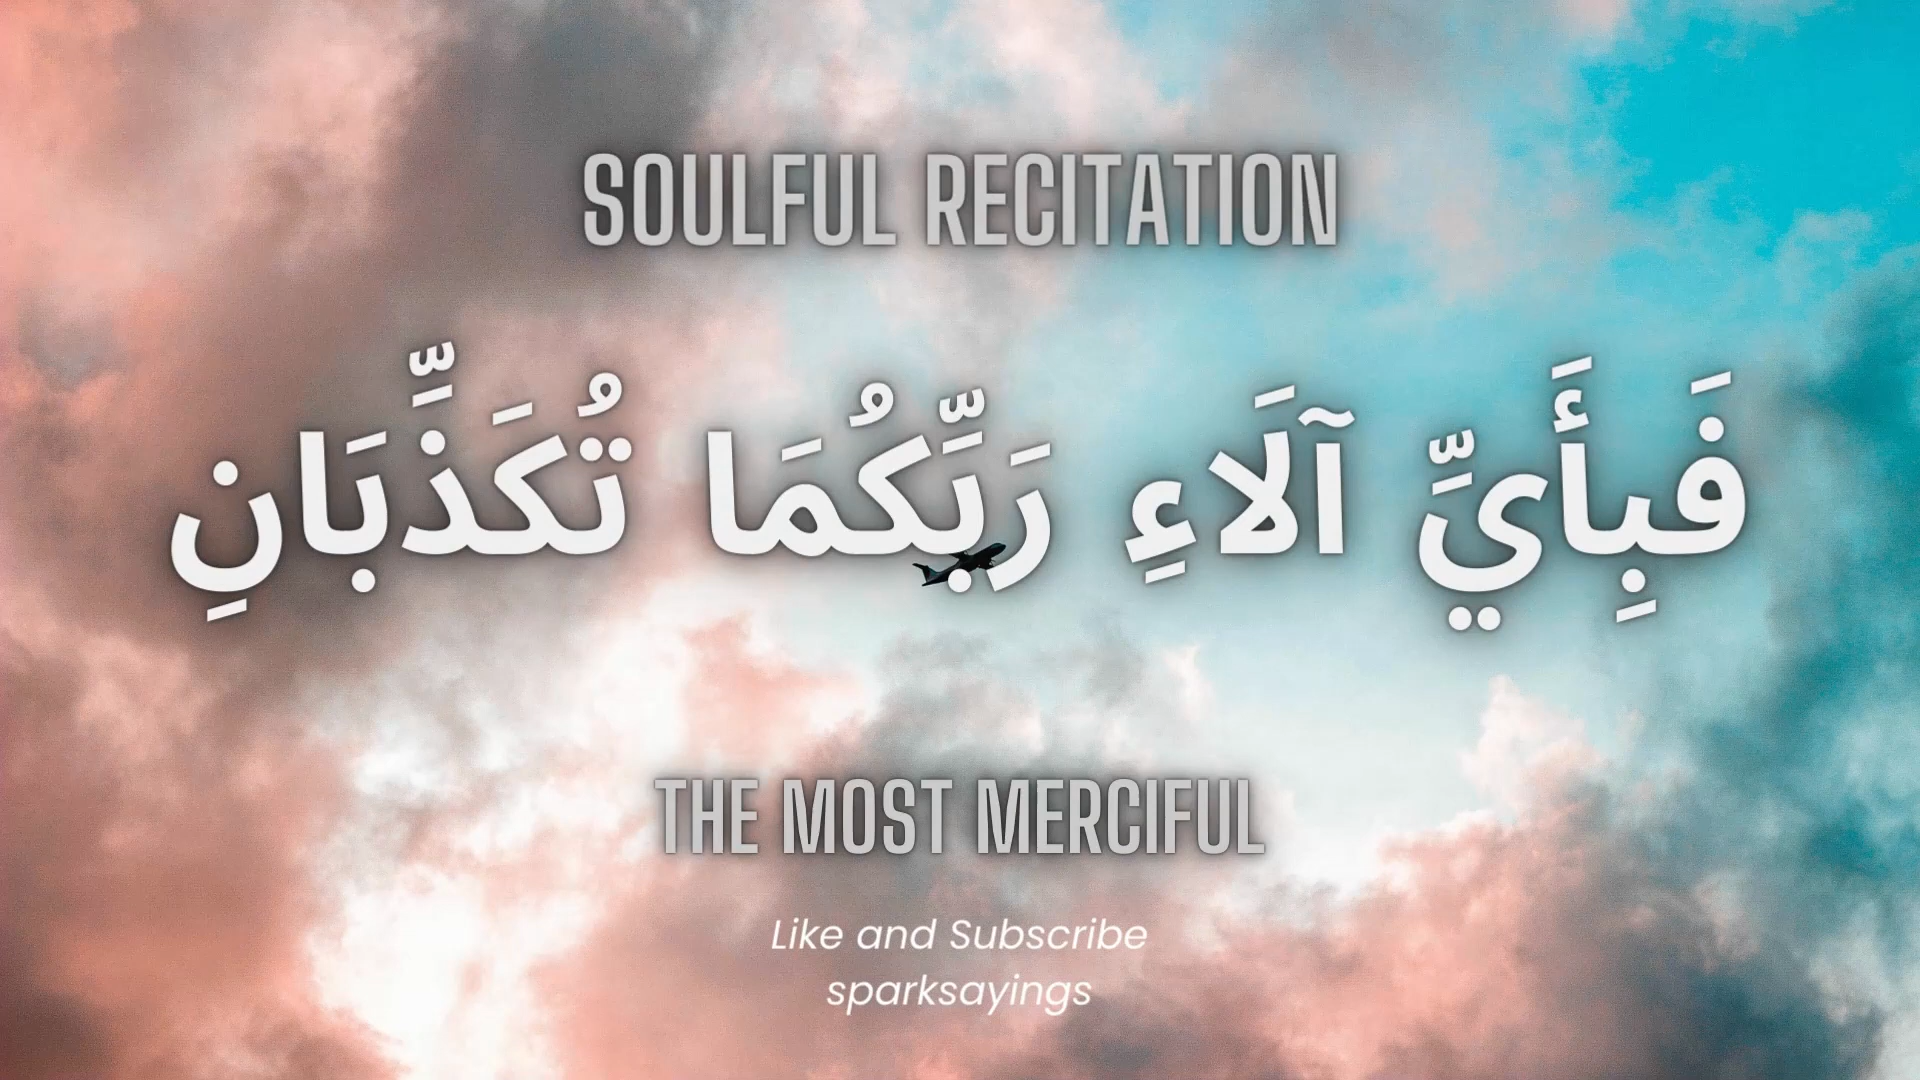 SOULFUL RECITATION
فَبِأَيِّ آلَاءِ رَبِّكُمَا تُكَذِّبَانِ
THE MOST MERCIFUL
Like and Subscribe
sparksayings